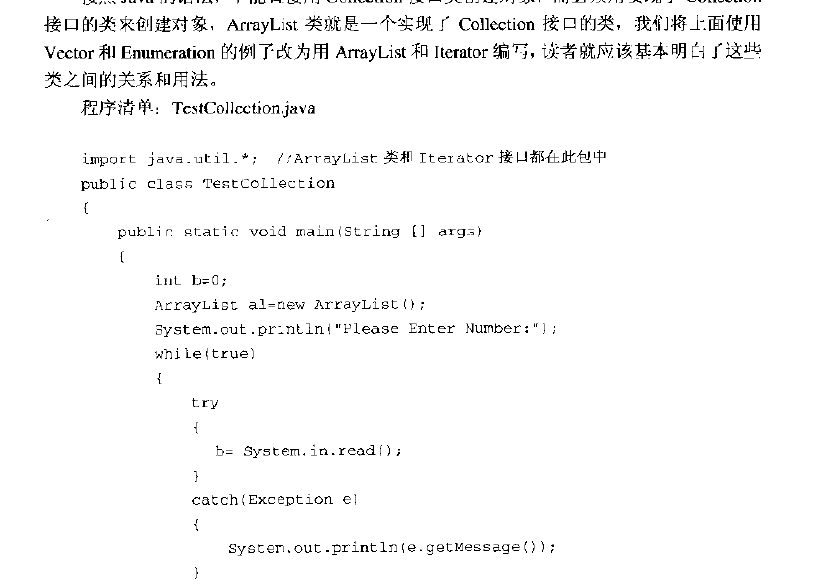 接口的类来创建对象，ArrayList 类就是一个实现了 Collection 接口的类，我们将上面使用
Vector 和 Enumeration 的例子改为用 ArrayList 和 Iterator 编写，读者就应该基本明白了这些
类之间的关系和用法。
程序清单：TestCollection.java
import java.util.*;  //ArrayList 类和 Iterator 接口都在此包中
public class TestCollection
{
public static void main(String [] args)
{
int b=0;
ArrayList al=new ArrayList();
System.out.println("Please Enter Number:");
while(true)
{
try
{
b= System.in.read();
}
catch(Exception e)
{
System.out.println(e.getMessage());
}